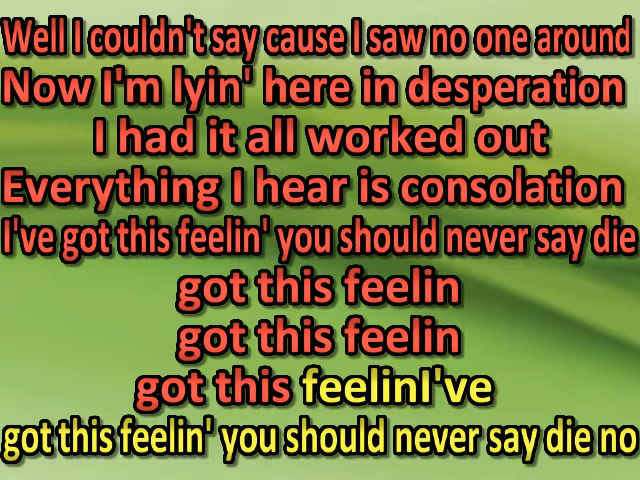 Well I couldn't say cause I saw no one around
Now I'm lyin' here in desperation
I had it all worked out
Everything I hear is consolation
I've got this feelin' you should never say die
got this feelin
got this feelin
got this feelinI've
got this feelin' you should never say die no